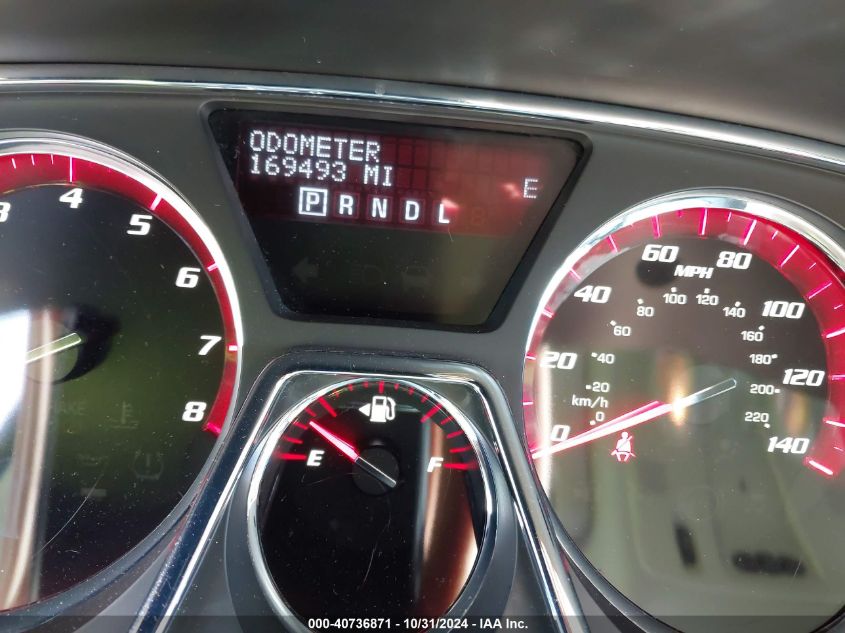 ODOMETER
169493 MI
E
P R N D L
3 4 5 6 7 8
0 20 40 60 80 100 120 140
MPH
0 20 40 60 80 100 120 140 160 180 200 220
km/h
E F
000-40736871 - 10/31/2024 - IAA Inc.